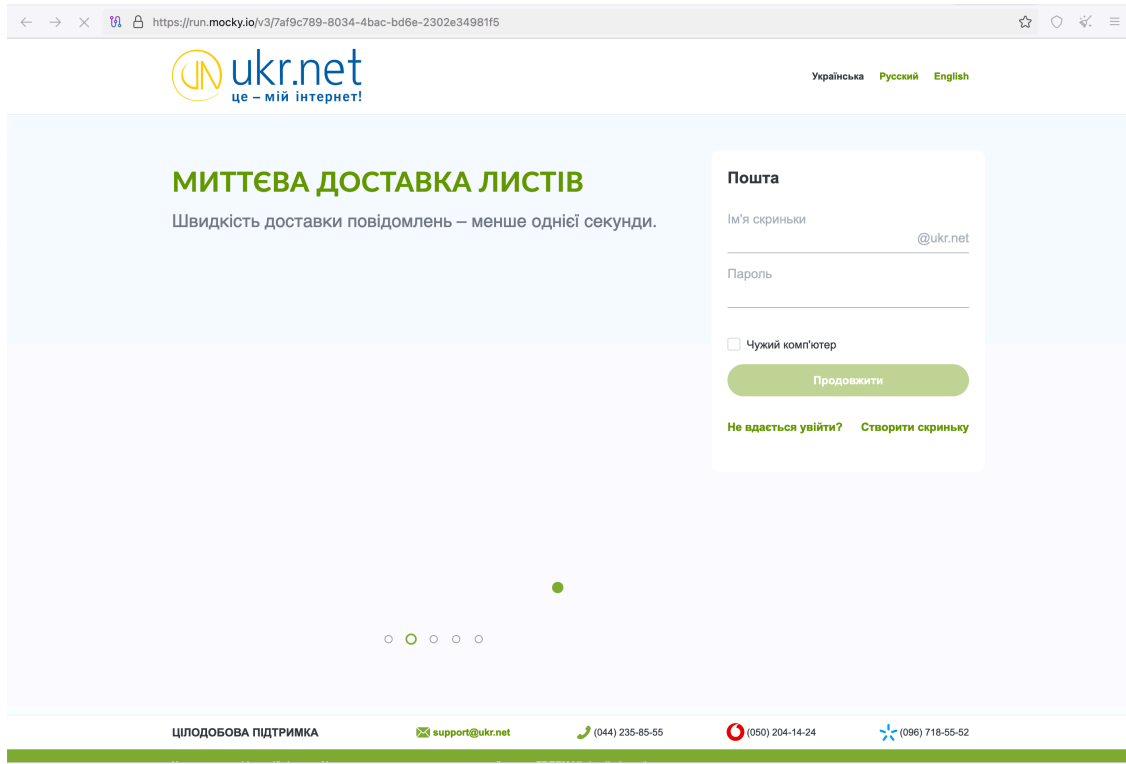 https://run.mocky.io/v3/7af9c789-8034-4bac-bd6e-2302e34981f5
ukr.net
це – мій інтернет!
Українська Русский English
МИТТЄВА ДОСТАВКА ЛИСТІВ
Швидкість доставки повідомлень – менше однієї секунди.
Пошта
Ім'я скриньки
@ukr.net
Пароль
Чужий комп'ютер
Продовжити
Не вдається увійти? Створити скриньку
ЦІЛОДОБОВА ПІДТРИМКА support@ukr.net (044) 235-85-55 (050) 204-14-24 (096) 718-55-52